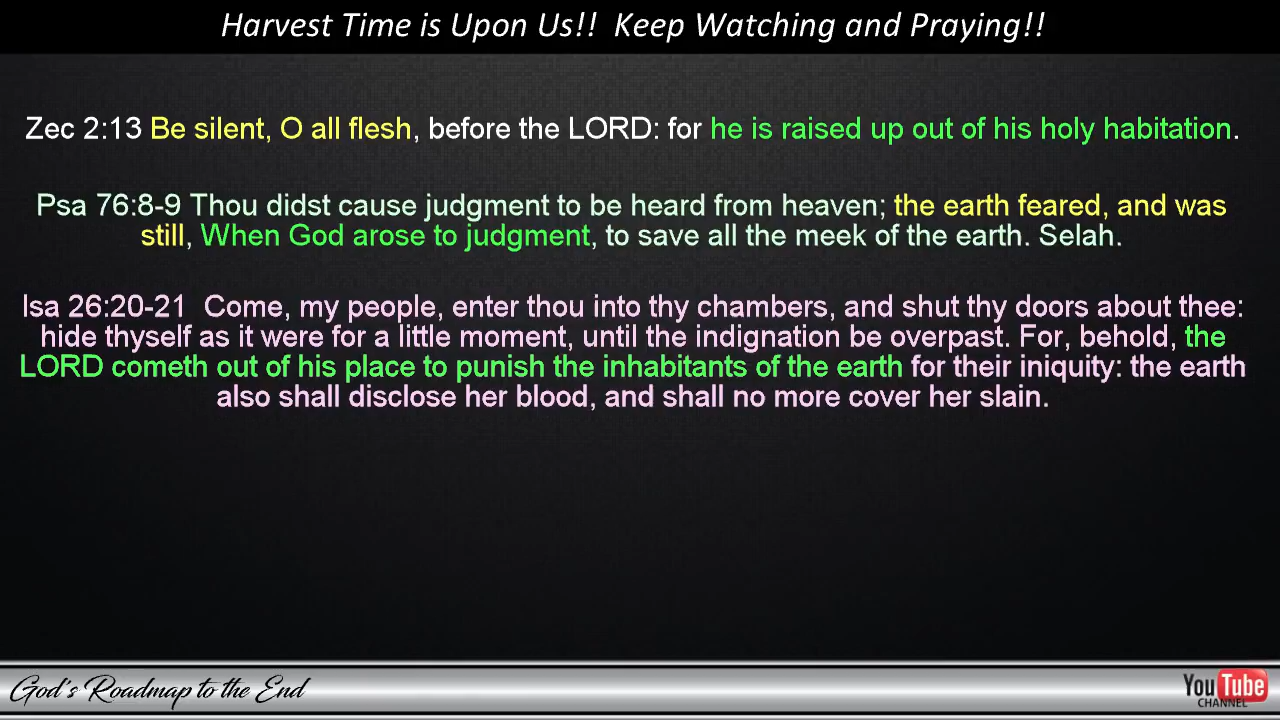 Harvest Time is Upon Us!!  Keep Watching and Praying!!
Zec 2:13 Be silent, O all flesh, before the LORD: for he is raised up out of his holy habitation.
Psa 76:8-9 Thou didst cause judgment to be heard from heaven; the earth feared, and was
still, When God arose to judgment, to save all the meek of the earth. Selah.
Isa 26:20-21  Come, my people, enter thou into thy chambers, and shut thy doors about thee:
hide thyself as it were for a little moment, until the indignation be overpast. For, behold, the
LORD cometh out of his place to punish the inhabitants of the earth for their iniquity: the earth
also shall disclose her blood, and shall no more cover her slain.
God's Roadmap to the End
YouTube
CHANNEL